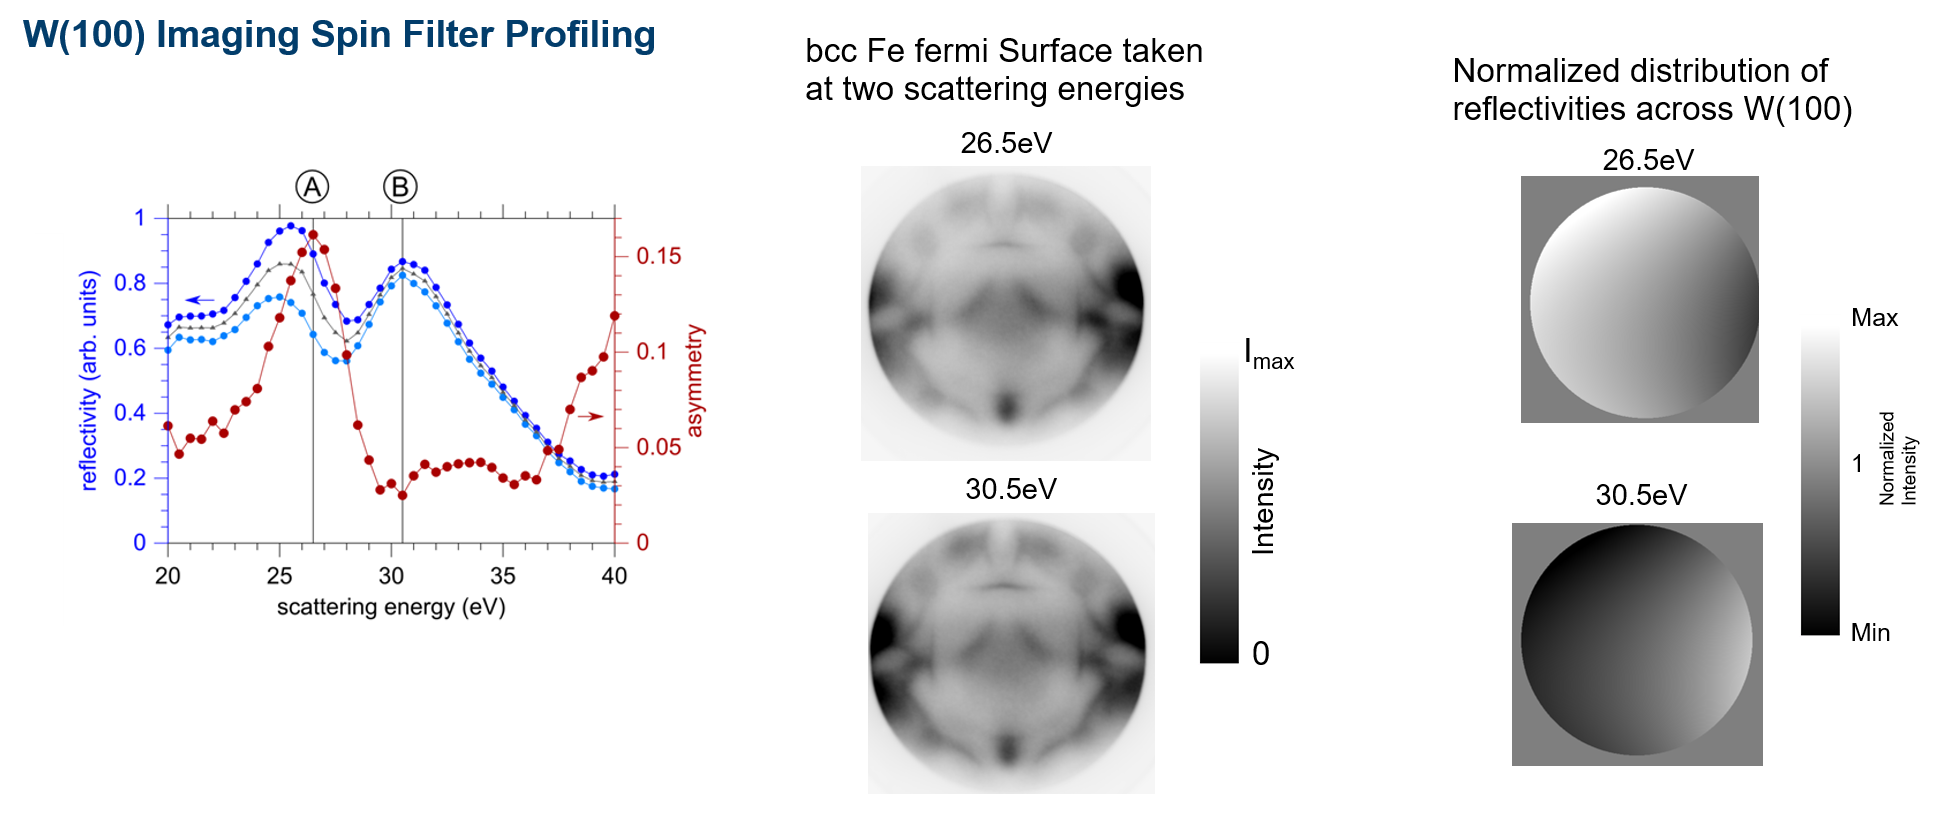 W(100) Imaging Spin Filter Profiling
bcc Fe fermi Surface taken
at two scattering energies
Normalized distribution of
reflectivities across W(100)
26.5eV
26.5eV
A
B
1
0.8
0.6
0.4
0.2
0
reflectivity (arb. units)
0.15
0.1
0.05
0
asymmetry
20
25
30
35
40
scattering energy (eV)
30.5eV
30.5eV
Imax
Intensity
0
Max
1
Min
Normalized
Intensity